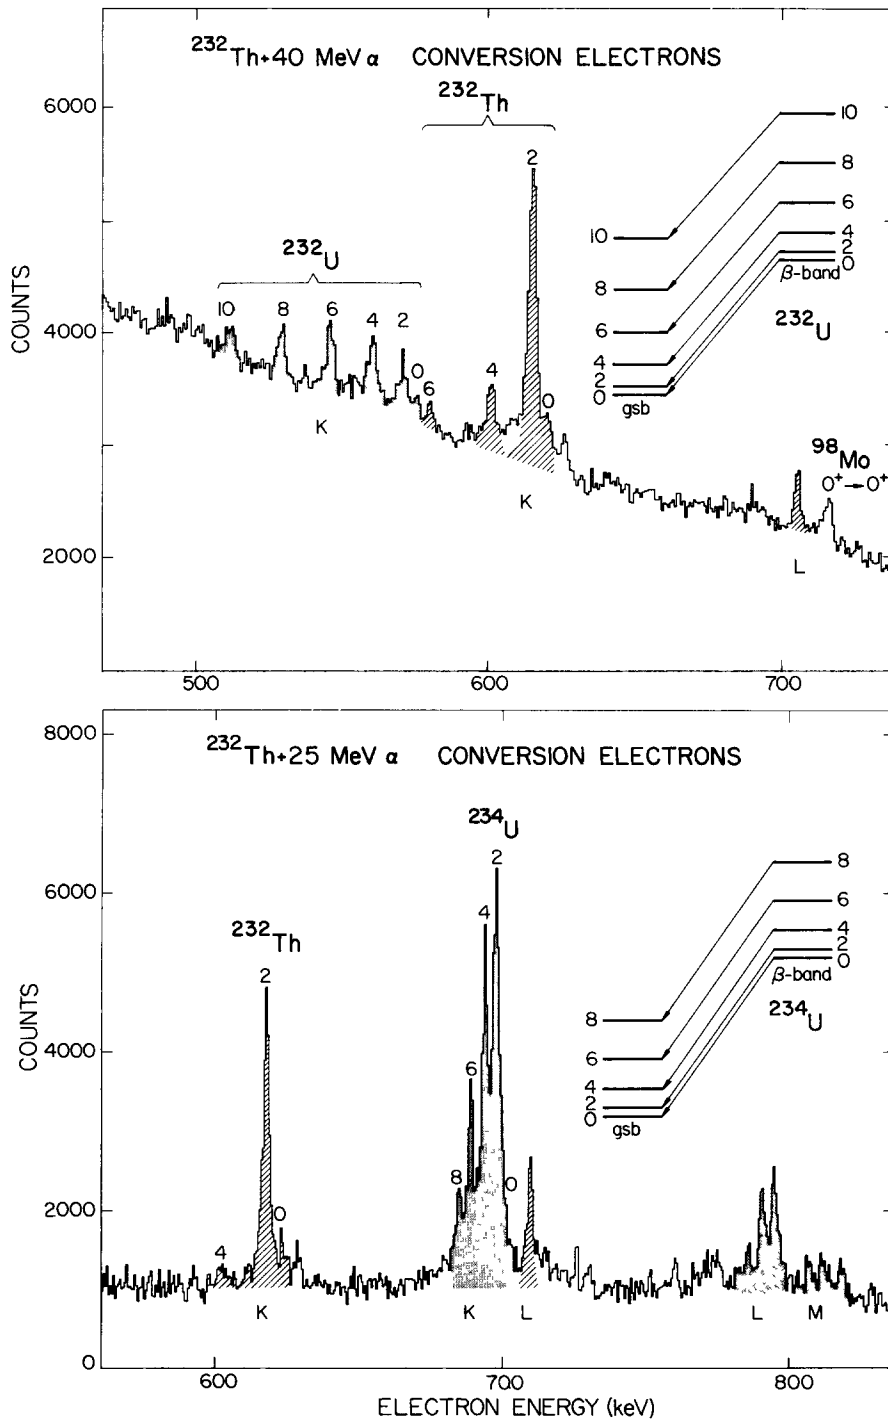 ²³²Th+40 MeV α CONVERSION ELECTRONS
²³²Th
6000
4000
2000
COUNTS
²³²U
10 8 6 4 2 0
6 4 2 0
K
K
L
10
8
6
4
2
0
gsb
10
8
6
4
2
0
β-band
²³²U
⁹⁸Mo
0⁺→0⁺
500 600 700
²³²Th+25 MeV α CONVERSION ELECTRONS
8000
6000
4000
2000
0
COUNTS
²³²Th
4 2 0
²³⁴U
8 6 4 2 0
8
6
4
2
0
gsb
8
6
4
2
0
β-band
²³⁴U
K K L L M
600 700 800
ELECTRON ENERGY (keV)